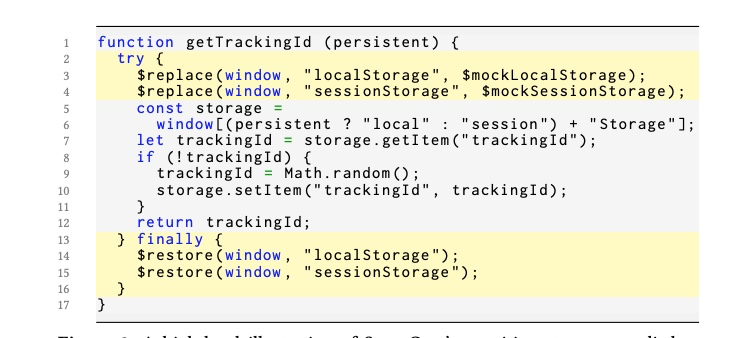 1 function getTrackingId (persistent) {
2 try {
3 $replace(window, "localStorage", $mockLocalStorage);
4 $replace(window, "sessionStorage", $mockSessionStorage);
5 const storage =
6 window[(persistent ? "local" : "session") + "Storage"];
7 let trackingId = storage.getItem("trackingId");
8 if (!trackingId) {
9 trackingId = Math.random();
10 storage.setItem("trackingId", trackingId);
11 }
12 return trackingId;
13 } finally {
14 $restore(window, "localStorage");
15 $restore(window, "sessionStorage");
16 }
17 }